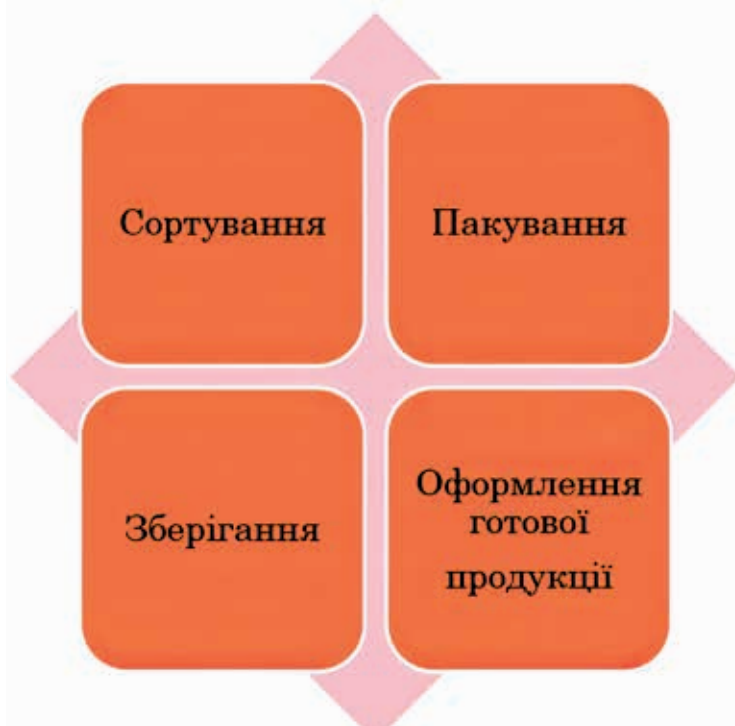 Сортування
Пакування
Зберігання
Оформлення
готової
продукції